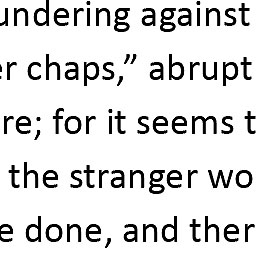 undering against
er chaps,” abrupt
re; for it seems t
the stranger wo
e done, and ther